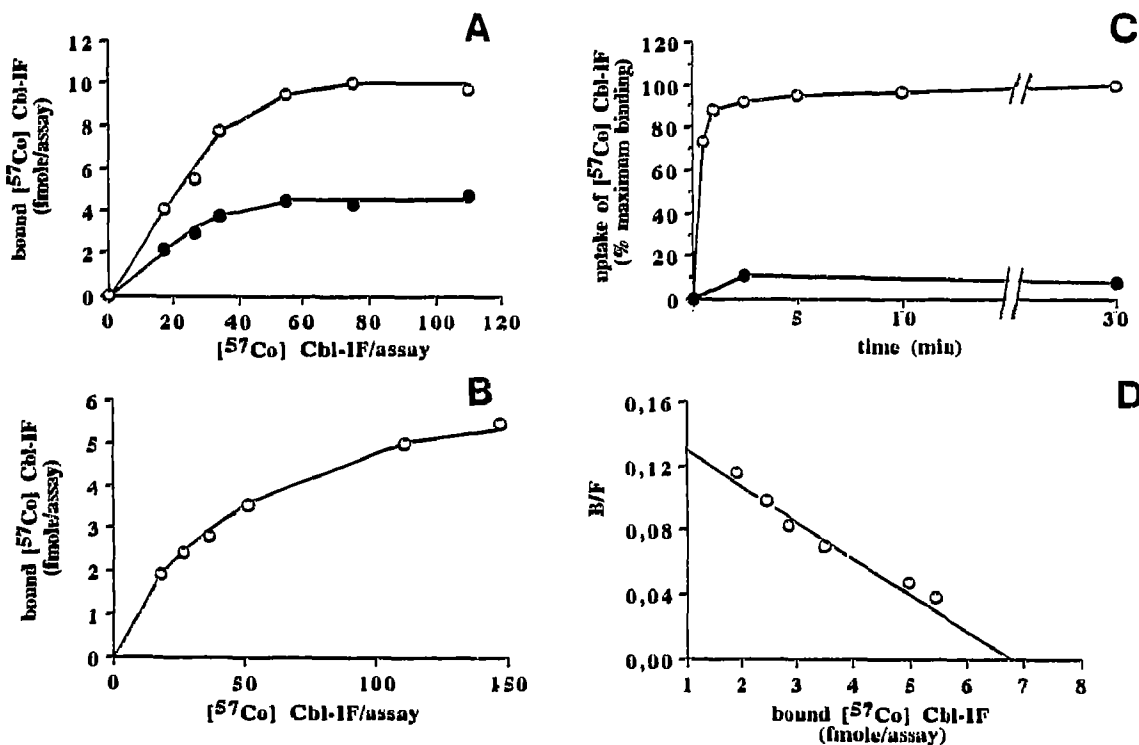 A
bound [57Co] Cbl-IF
(fmole/assay)
12
10
8
6
4
2
0
0 20 40 60 80 100 120
[57Co] Cbl-IF/assay
C
uptake of [57Co] Cbl-IF
(% maximum binding)
120
100
80
60
40
20
0
5 10 30
time (min)
B
bound [57Co] Cbl-IF
(fmole/assay)
6
5
4
3
2
1
0
0 50 100 150
[57Co] Cbl-IF/assay
D
B/F
0,16
0,12
0,08
0,04
0,00
1 2 3 4 5 6 7 8
bound [57Co] Cbl-IF
(fmole/assay)